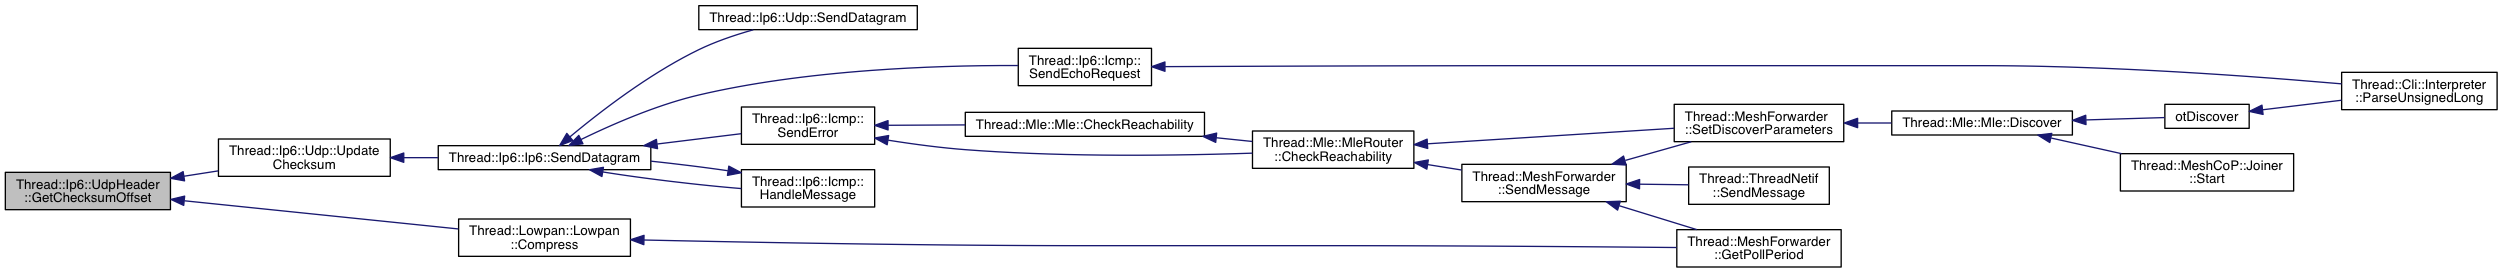 Thread::Ip6::UdpHeader
::GetChecksumOffset
Thread::Ip6::Udp::Update
Checksum
Thread::Lowpan::Lowpan
::Compress
Thread::Ip6::Ip6::SendDatagram
Thread::Ip6::Udp::SendDatagram
Thread::Ip6::Icmp::
SendEchoRequest
Thread::Ip6::Icmp::
SendError
Thread::Ip6::Icmp::
HandleMessage
Thread::Mle::Mle::CheckReachability
Thread::Mle::MleRouter
::CheckReachability
Thread::MeshForwarder
::SendMessage
Thread::MeshForwarder
::SetDiscoverParameters
Thread::ThreadNetif
::SendMessage
Thread::MeshForwarder
::GetPollPeriod
Thread::Mle::Mle::Discover
otDiscover
Thread::MeshCoP::Joiner
::Start
Thread::Cli::Interpreter
::ParseUnsignedLong